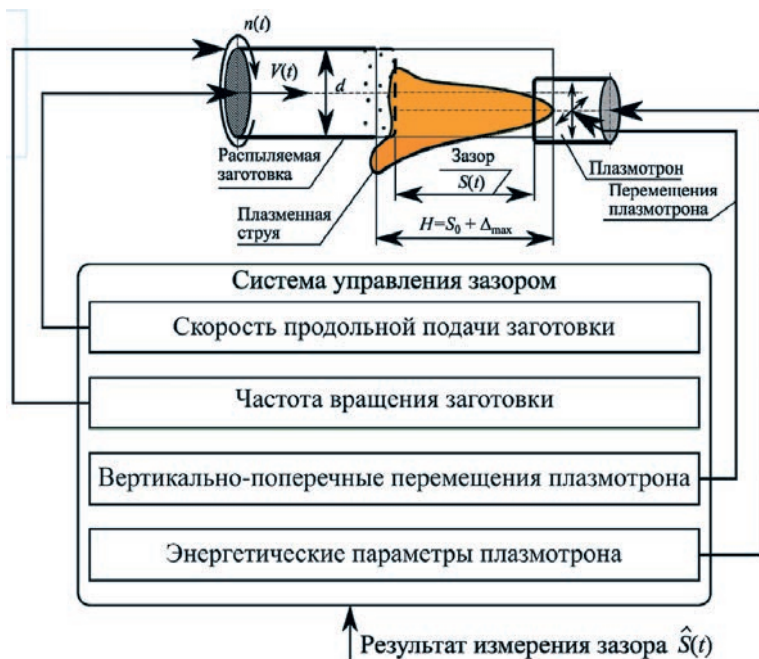 n(t)
V(t)
d
Распыляемая
заготовка
Плазменная
струя
Зазор
S(t)
H=S₀ + Δmax
Плазмотрон
Перемещения
плазмотрона
Система управления зазором
Скорость продольной подачи заготовки
Частота вращения заготовки
Вертикально-поперечные перемещения плазмотрона
Энергетические параметры плазмотрона
Результат измерения зазора Ŝ(t)